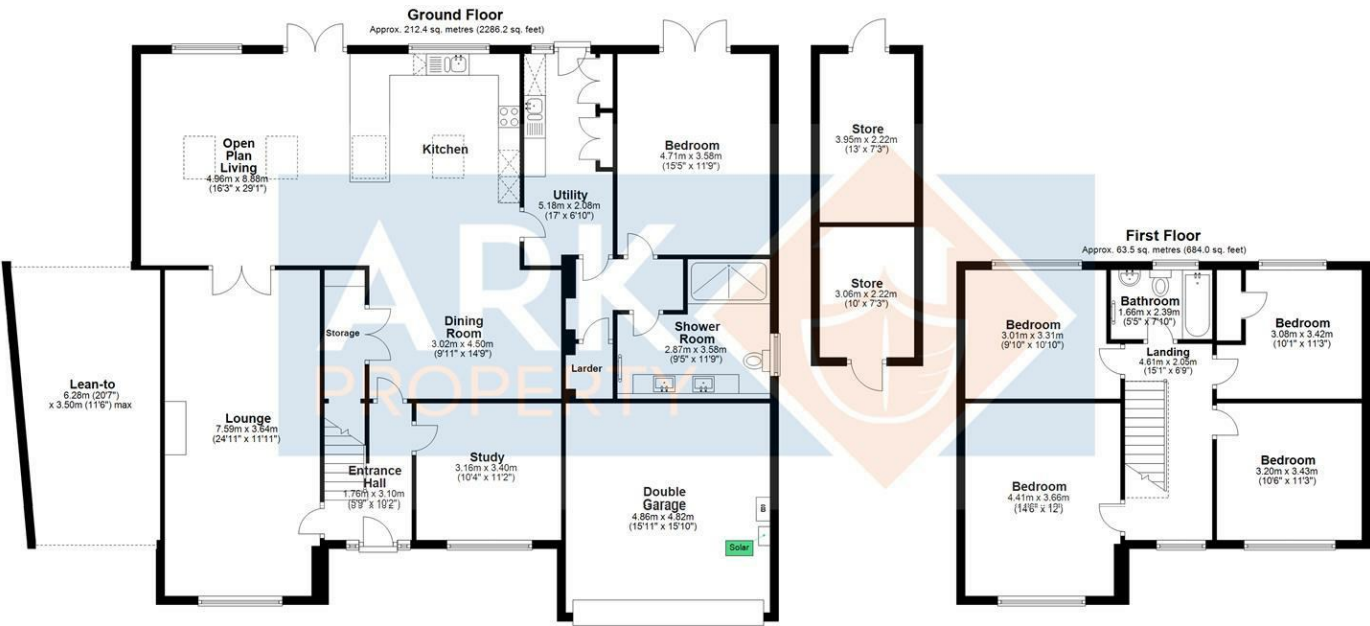 Ground Floor
Approx. 212.4 sq. metres (2286.2 sq. feet)
Open
Plan
Living
4.96m x 8.88m
(16'3" x 29'1")
Kitchen
Utility
5.18m x 2.08m
(17' x 6'10")
Bedroom
4.71m x 3.58m
(15'5" x 11'9")
Store
3.95m x 2.22m
(13' x 7'3")
Store
3.06m x 2.22m
(10' x 7'3")
Lean-to
6.28m (20'7")
x 3.50m (11'6") max
Lounge
7.59m x 3.64m
(24'11" x 11'11")
Storage
Dining
Room
3.02m x 4.50m
(9'11" x 14'9")
Larder
Shower
Room
2.87m x 3.58m
(9'5" x 11'9")
Entrance
Hall
1.76m x 3.10m
(5'9" x 10'2")
Study
3.16m x 3.40m
(10'4" x 11'2")
Double
Garage
4.86m x 4.82m
(15'11" x 15'10")
B
Solar
First Floor
Approx. 63.5 sq. metres (684.0 sq. feet)
Bedroom
3.01m x 3.31m
(9'10" x 10'10")
Bathroom
1.66m x 2.39m
(5'5" x 7'10")
Landing
4.61m x 2.05m
(15'1" x 6'9")
Bedroom
3.08m x 3.42m
(10'1" x 11'3")
Bedroom
4.41m x 3.66m
(14'6" x 12')
Bedroom
3.20m x 3.43m
(10'6" x 11'3")
ARK
PROPERTY